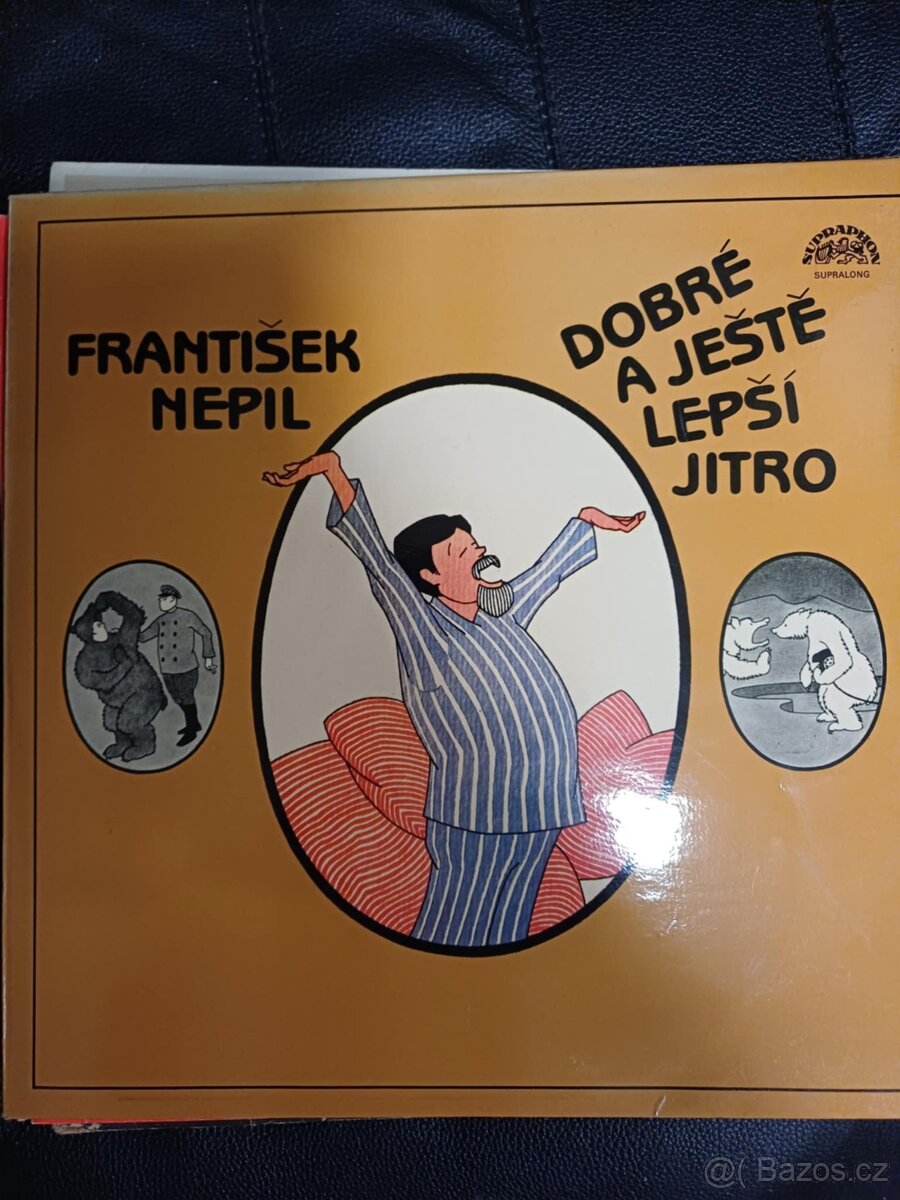 SUPRAPHON
SUPRALONG
FRANTIŠEK
NEPIL
DOBRÉ
A JEŠTĚ
LEPŠÍ
JITRO
@( Bazos.cz